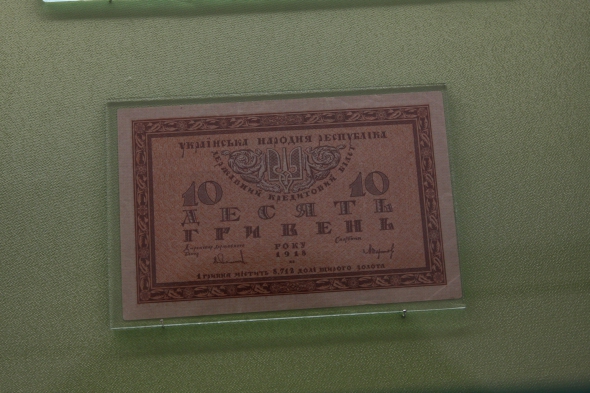 УКРАЇНСЬКА НАРОДНЯ РЕСПУБЛІКА
ДЕРЖАВНИЙ КРЕДИТОВИЙ БІЛЕТ
10 10
ДЕСЯТЬ
ГРИВЕНЬ
РОКУ
1918
1 ГРИВНЯ МІСТИТЬ 8,712 ДОЛІ ЩИРОГО ЗОЛОТА